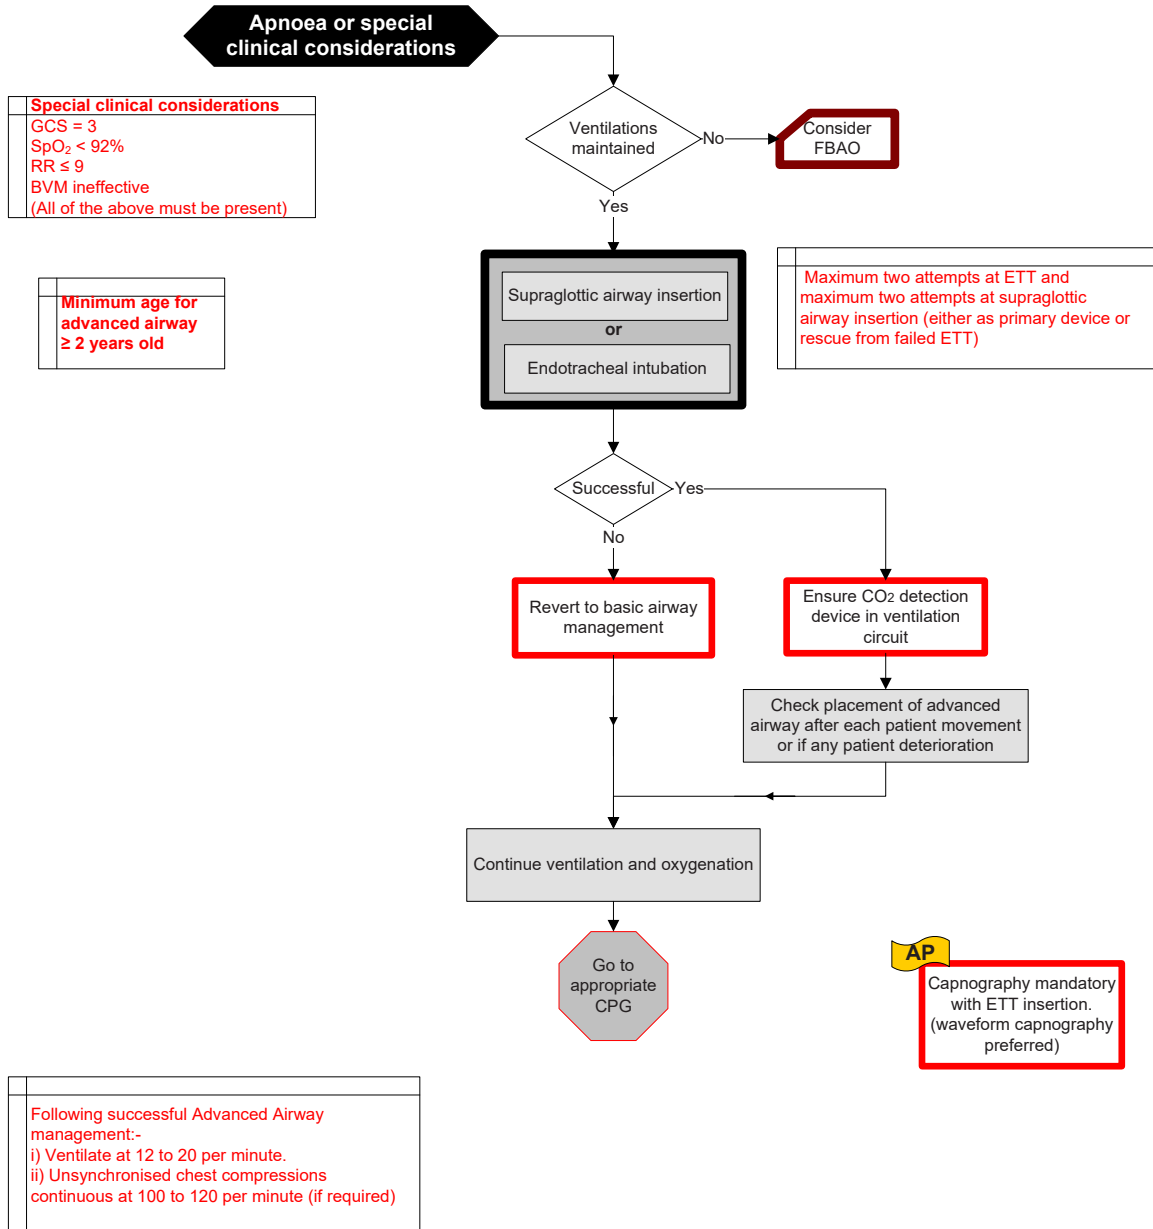 Apnoea or special
clinical considerations
Special clinical considerations
GCS = 3
SpO₂ < 92%
RR ≤ 9
BVM ineffective
(All of the above must be present)
Ventilations
maintained
No
Consider
FBAO
Yes
Minimum age for
advanced airway
≥ 2 years old
Supraglottic airway insertion
or
Endotracheal intubation
Maximum two attempts at ETT and
maximum two attempts at supraglottic
airway insertion (either as primary device or
rescue from failed ETT)
Successful
Yes
No
Revert to basic airway
management
Ensure CO2 detection
device in ventilation
circuit
Check placement of advanced
airway after each patient movement
or if any patient deterioration
Continue ventilation and oxygenation
Go to
appropriate
CPG
AP
Capnography mandatory
with ETT insertion.
(waveform capnography
preferred)
Following successful Advanced Airway
management:-
i) Ventilate at 12 to 20 per minute.
ii) Unsynchronised chest compressions
continuous at 100 to 120 per minute (if required)